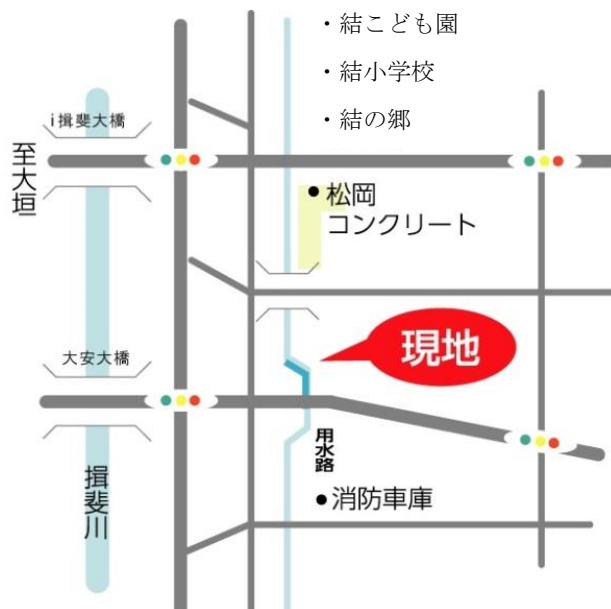 ・結こども園
・結小学校
・結の郷
i揖斐大橋
至大垣
松岡
コンクリート
現地
大安大橋
用水路
揖斐川
消防車庫